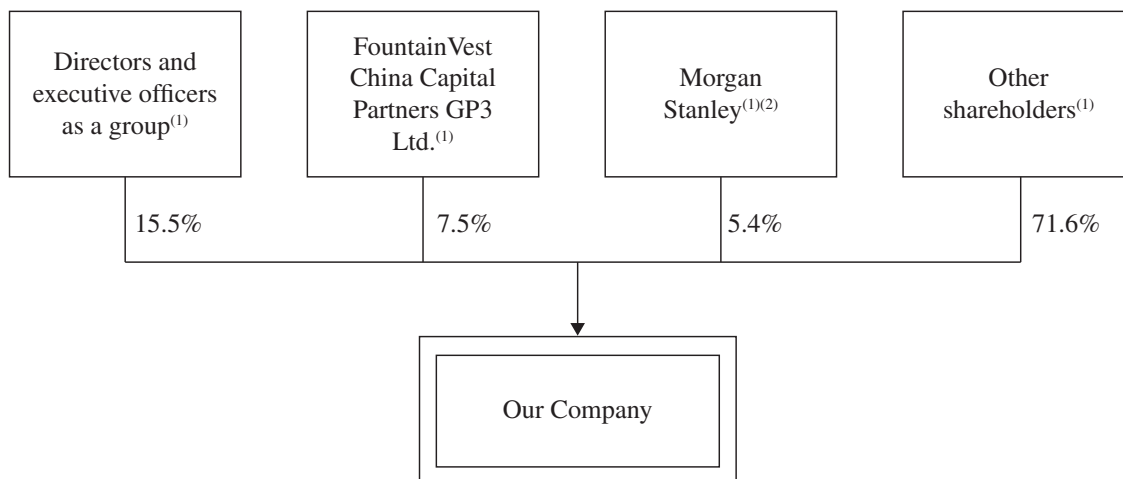 Directors and
executive officers
as a group(1)
FountainVest
China Capital
Partners GP3
Ltd.(1)
Morgan
Stanley(1)(2)
Other
shareholders(1)
15.5%
7.5%
5.4%
71.6%
Our Company